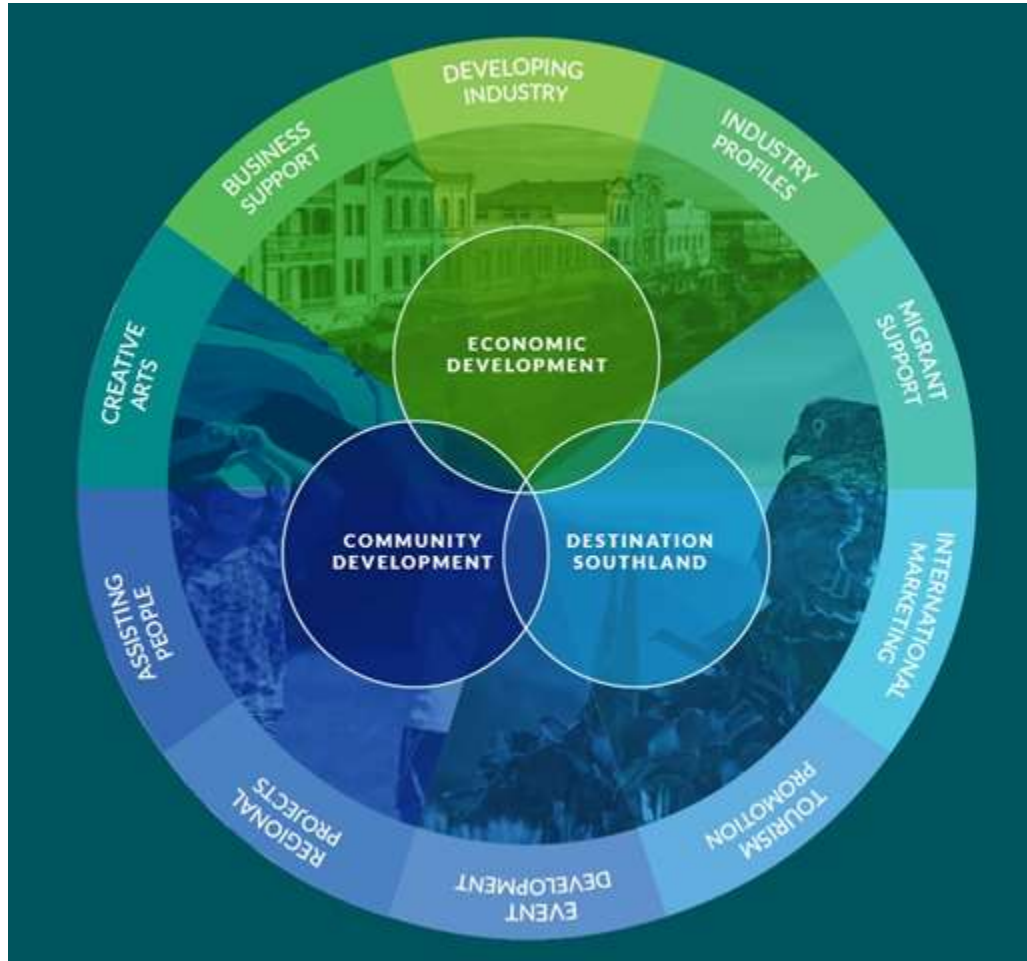 DEVELOPING
INDUSTRY
INDUSTRY
PROFILES
MIGRANT
SUPPORT
INTERNATIONAL
MARKETING
TOURISM
PROMOTION
EVENT
DEVELOPMENT
REGIONAL
PROJECTS
ASSISTING
PEOPLE
CREATIVE
ARTS
BUSINESS
SUPPORT
ECONOMIC
DEVELOPMENT
COMMUNITY
DEVELOPMENT
DESTINATION
SOUTHLAND